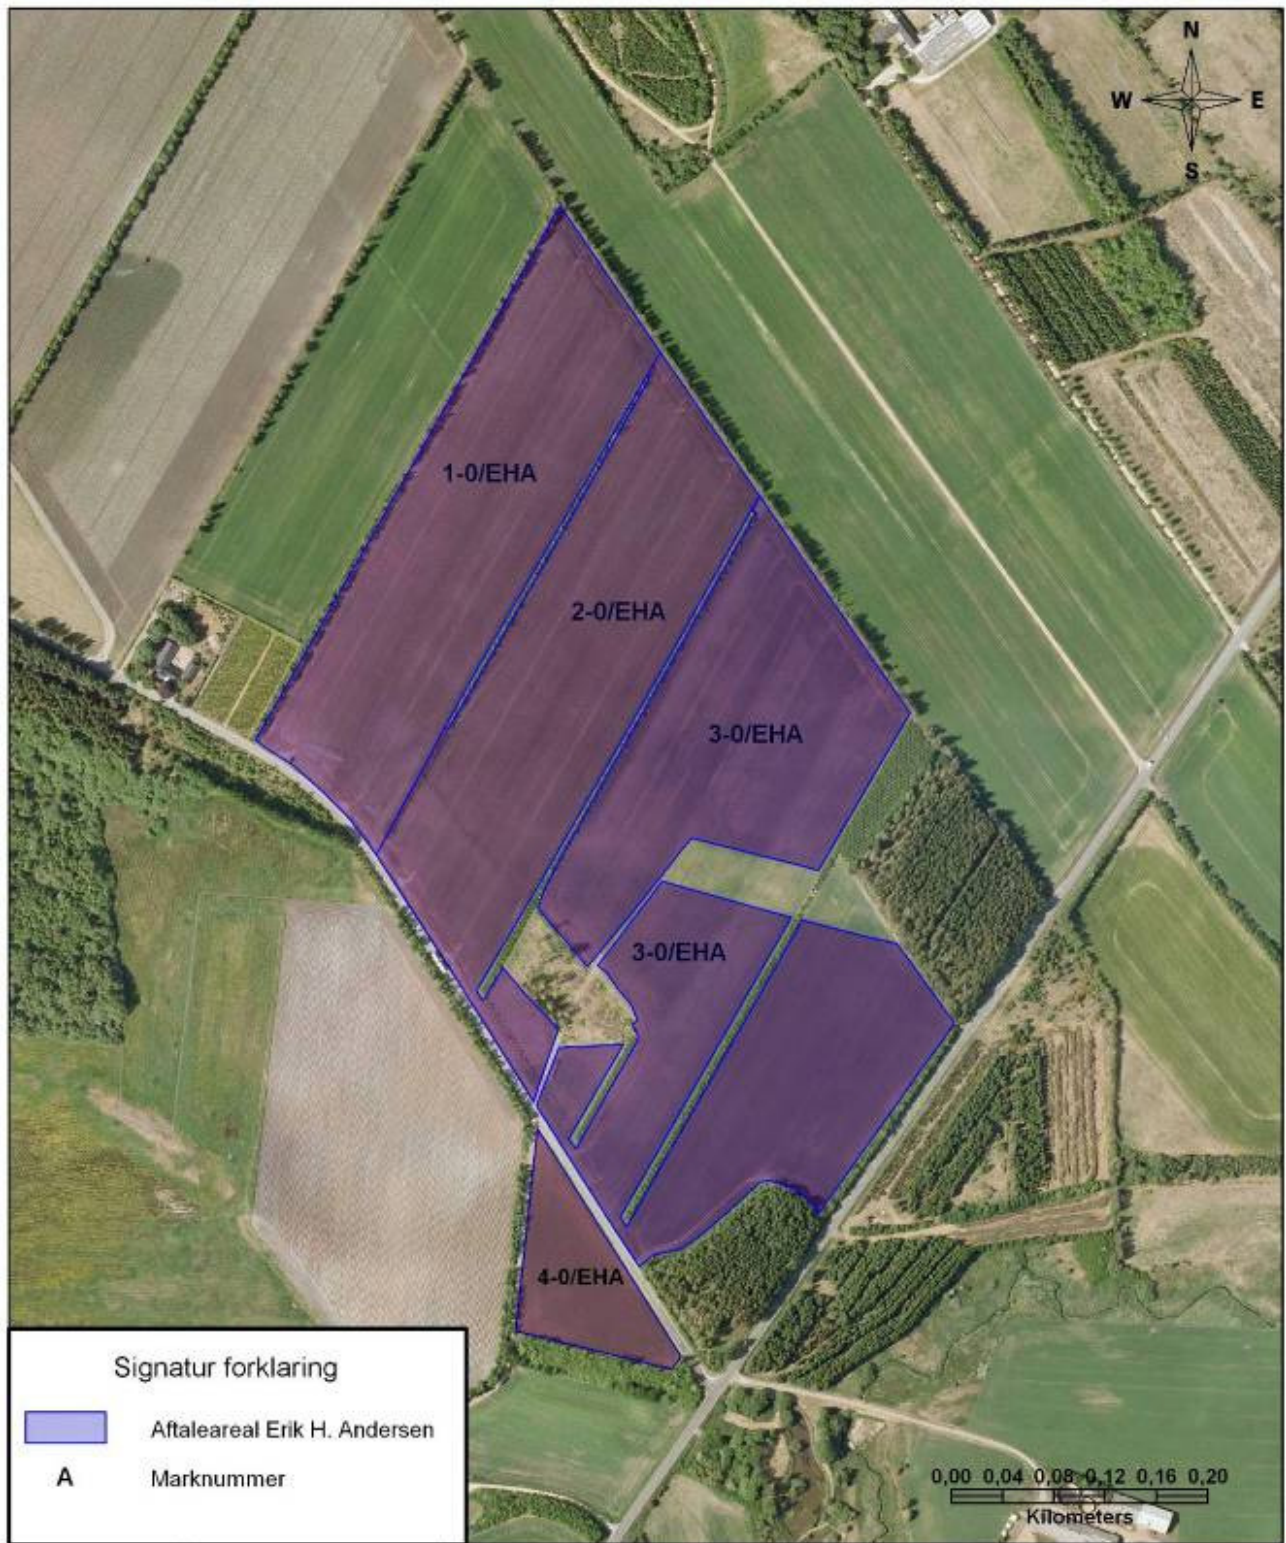 N
W E
S
1-0/EHA
2-0/EHA
3-0/EHA
3-0/EHA
4-0/EHA
Signatur forklaring
Aftaleareal Erik H. Andersen
A Marknummer
0,00 0,04 0,08 0,12 0,16 0,20
Kilometers